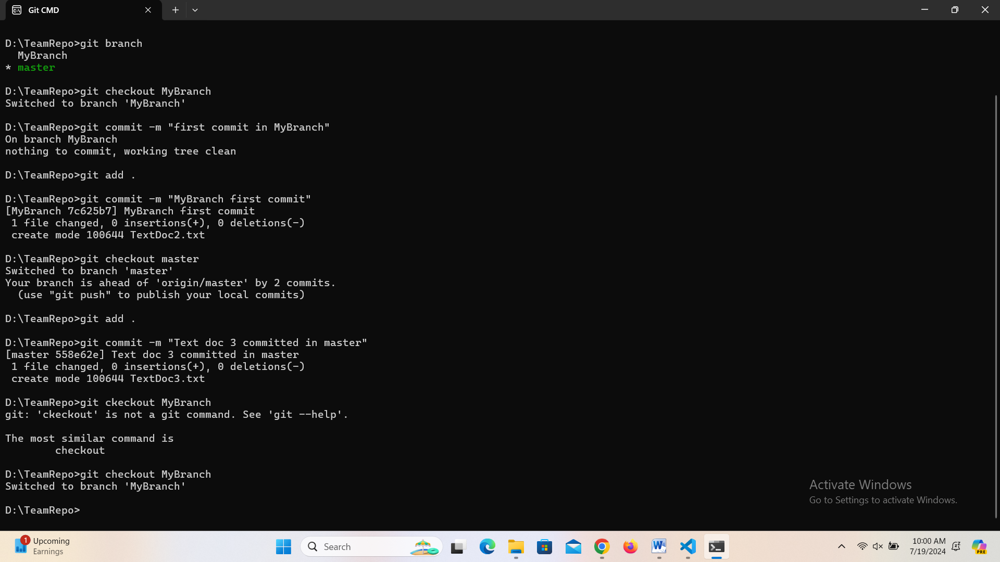 Git CMD
D:\TeamRepo>git branch
  MyBranch
* master
D:\TeamRepo>git checkout MyBranch
Switched to branch 'MyBranch'
D:\TeamRepo>git commit -m "first commit in MyBranch"
On branch MyBranch
nothing to commit, working tree clean
D:\TeamRepo>git add .
D:\TeamRepo>git commit -m "MyBranch first commit"
[MyBranch 7c625b7] MyBranch first commit
 1 file changed, 0 insertions(+), 0 deletions(-)
 create mode 100644 TextDoc2.txt
D:\TeamRepo>git checkout master
Switched to branch 'master'
Your branch is ahead of 'origin/master' by 2 commits.
  (use "git push" to publish your local commits)
D:\TeamRepo>git add .
D:\TeamRepo>git commit -m "Text doc 3 committed in master"
[master 558e62e] Text doc 3 committed in master
 1 file changed, 0 insertions(+), 0 deletions(-)
 create mode 100644 TextDoc3.txt
D:\TeamRepo>git ckeckout MyBranch
git: 'ckeckout' is not a git command. See 'git --help'.
The most similar command is
        checkout
D:\TeamRepo>git checkout MyBranch
Switched to branch 'MyBranch'
D:\TeamRepo>
Activate Windows
Go to Settings to activate Windows.
1
Upcoming
Earnings
Search
10:00 AM
7/19/2024
PRE